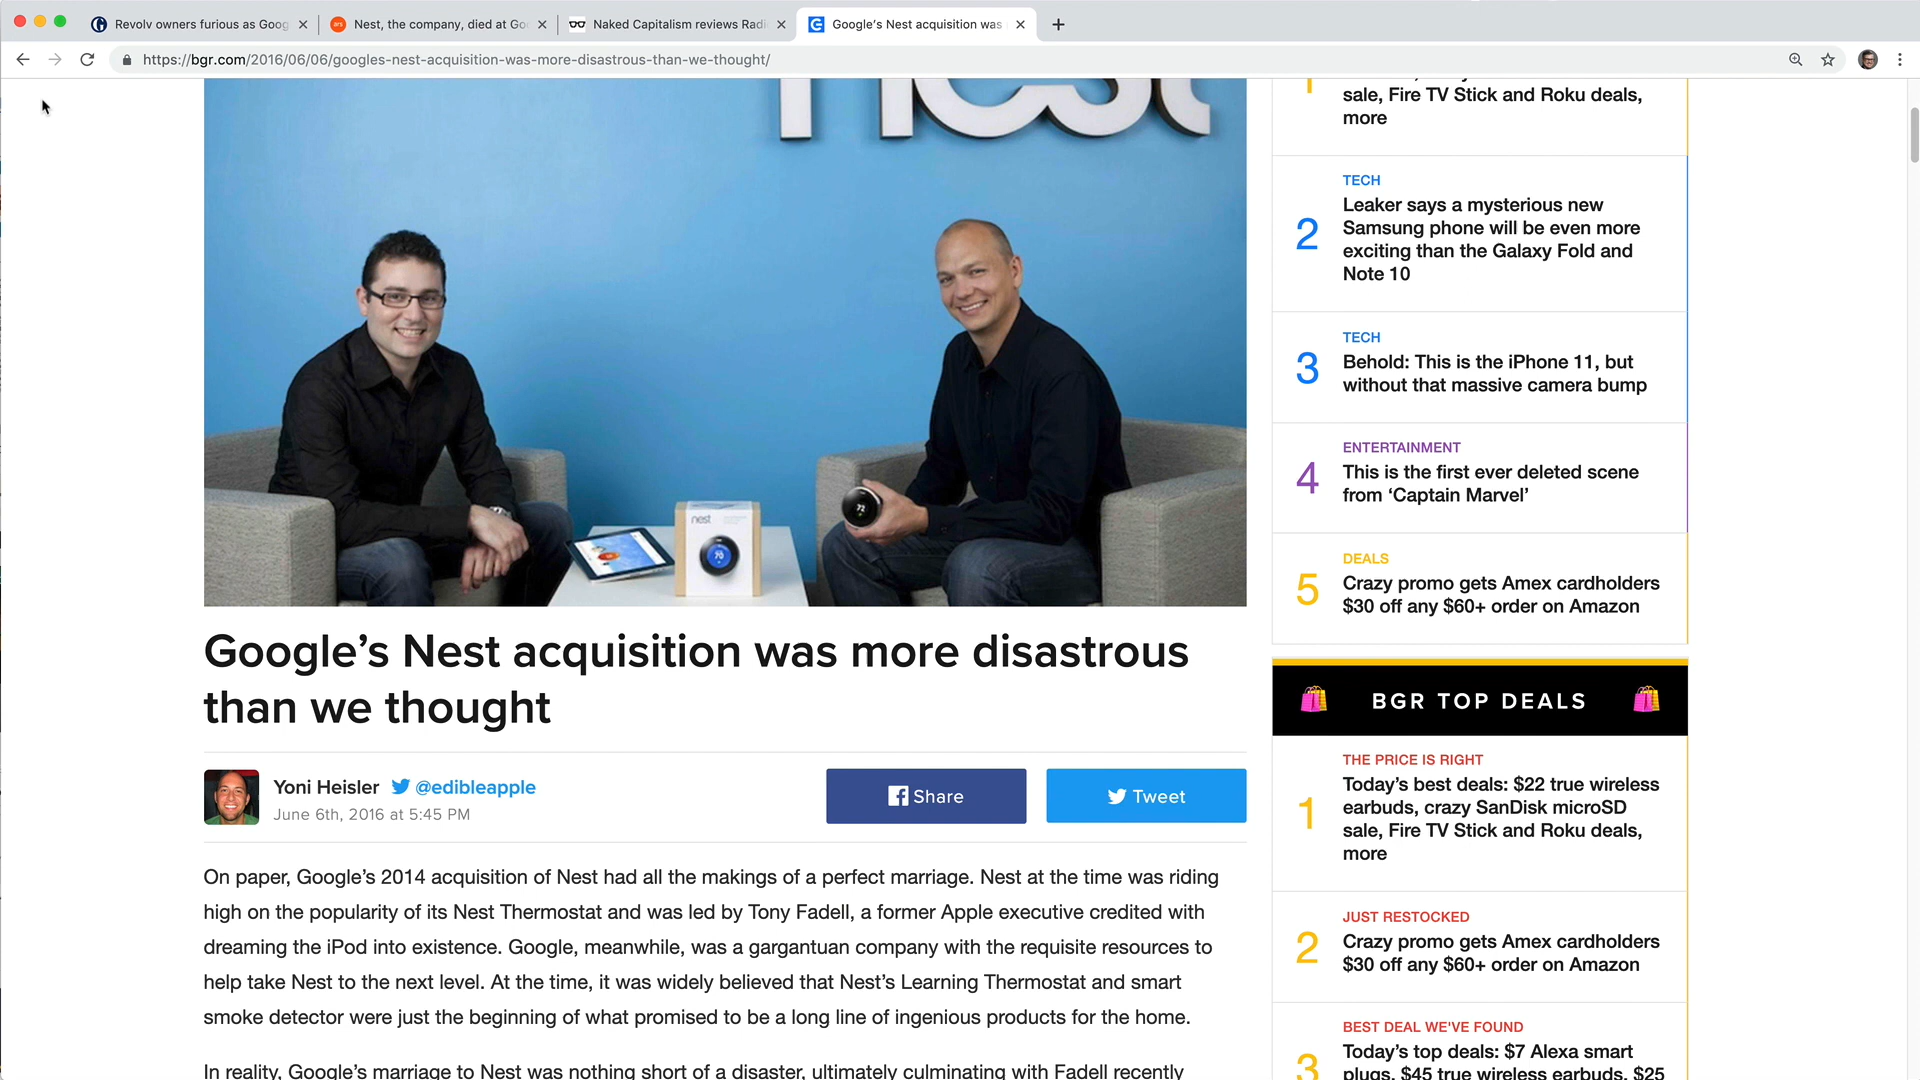 Revolv owners furious as Goog
Nest, the company, died at Go
Naked Capitalism reviews Radi
Google's Nest acquisition was
https://bgr.com/2016/06/06/googles-nest-acquisition-was-more-disastrous-than-we-thought/
nest
72
nest
70
Google’s Nest acquisition was more disastrous
than we thought
Yoni Heisler @edibleapple
June 6th, 2016 at 5:45 PM
Share
Tweet
On paper, Google’s 2014 acquisition of Nest had all the makings of a perfect marriage. Nest at the time was riding
high on the popularity of its Nest Thermostat and was led by Tony Fadell, a former Apple executive credited with
dreaming the iPod into existence. Google, meanwhile, was a gargantuan company with the requisite resources to
help take Nest to the next level. At the time, it was widely believed that Nest’s Learning Thermostat and smart
smoke detector were just the beginning of what promised to be a long line of ingenious products for the home.
In reality, Google’s marriage to Nest was nothing short of a disaster, ultimately culminating with Fadell recently
1
sale, Fire TV Stick and Roku deals,
more
TECH
2
Leaker says a mysterious new
Samsung phone will be even more
exciting than the Galaxy Fold and
Note 10
TECH
3
Behold: This is the iPhone 11, but
without that massive camera bump
ENTERTAINMENT
4
This is the first ever deleted scene
from ‘Captain Marvel’
DEALS
5
Crazy promo gets Amex cardholders
$30 off any $60+ order on Amazon
BGR TOP DEALS
THE PRICE IS RIGHT
1
Today’s best deals: $22 true wireless
earbuds, crazy SanDisk microSD
sale, Fire TV Stick and Roku deals,
more
JUST RESTOCKED
2
Crazy promo gets Amex cardholders
$30 off any $60+ order on Amazon
BEST DEAL WE'VE FOUND
3
Today’s top deals: $7 Alexa smart
plugs, $45 true wireless earbuds, $25